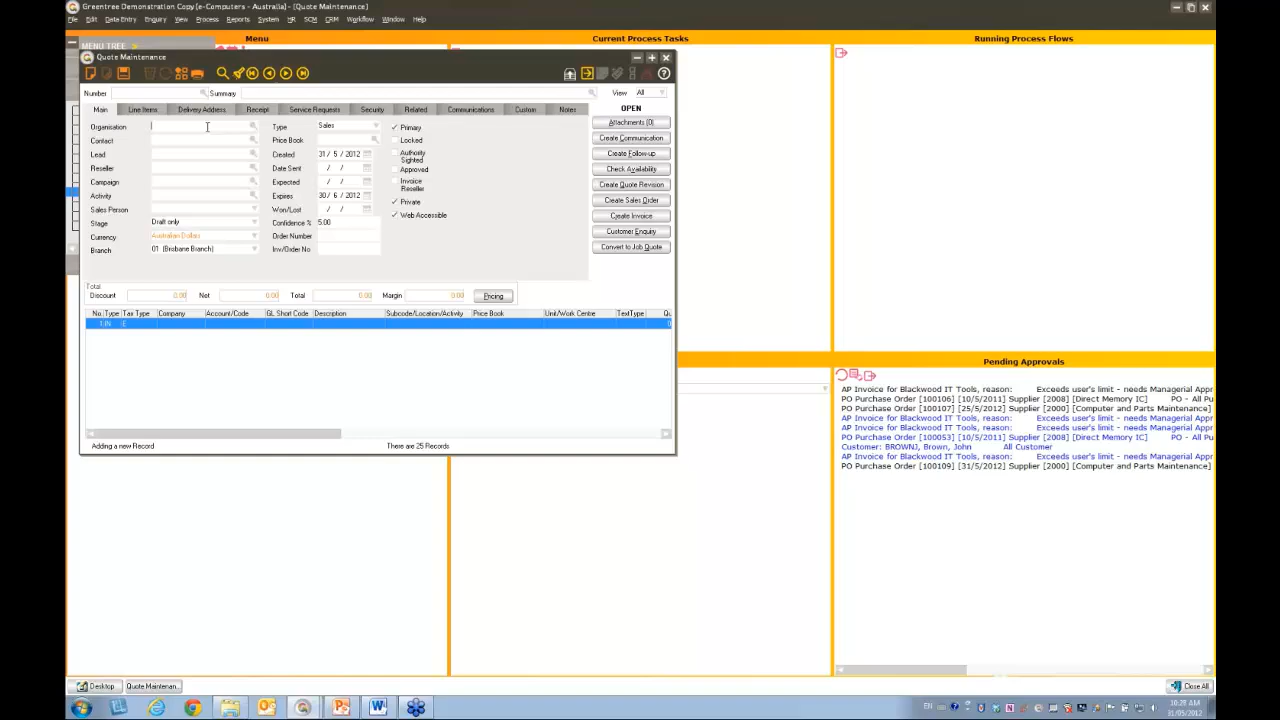 Greentree Demonstration Copy [e-Computers - Australia] - [Quote Maintenance]
File Edit Data Entry Enquiry View Process Reports System HR SCM CRM Workflow Window Help
Menu
Current Process Tasks
Running Process Flows
MENU TREE
Quote Maintenance
Number
Summary
View All
Main Line Items Delivery Address Receipt Service Requests Security Related Communications Custom Notes
OPEN
Organisation
Contact
Lead
Reseller
Campaign
Activity
Sales Person
Stage Draft only
Currency Australian Dollars
Branch 01 (Brisbane Branch)
Type Sales
Price Book
Created 31/ 5 / 2012
Date Sent / /
Expected / /
Expires 30/ 6 / 2012
Won/Lost / /
Confidence % 5.00
Order Number
Inv/Order No
Primary
Locked
Authority
Sighted
Approved
Invoice
Reseller
Private
Web Accessible
Attachments (0)
Create Communication
Create Follow-up
Check Availability
Create Quote Revision
Create Sales Order
Create Invoice
Customer Enquiry
Convert to Job Quote
Total
Discount 0.00 Net 0.00 Total 0.00 Margin 0.00 Pricing
No. Type Tax Type Company Account/Code GL Short Code Description Subcode/Location/Activity Price Book Unit/Work Centre TextType Qu
1 IN E
Adding a new Record
There are 25 Records
Pending Approvals
AP Invoice for Blackwood IT Tools, reason: Exceeds user's limit - needs Managerial Appr
PO Purchase Order [100106] [10/5/2011] Supplier [2008] [Direct Memory IC] PO - All Pu
PO Purchase Order [100107] [25/5/2012] Supplier [2000] [Computer and Parts Maintenance]
AP Invoice for Blackwood IT Tools, reason: Exceeds user's limit - needs Managerial Appr
AP Invoice for Blackwood IT Tools, reason: Exceeds user's limit - needs Managerial Appr
PO Purchase Order [100053] [10/5/2011] Supplier [2008] [Direct Memory IC] PO - All Pu
Customer: BROWNJ, Brown, John All Customer
AP Invoice for Blackwood IT Tools, reason: Exceeds user's limit - needs Managerial Appr
PO Purchase Order [100109] [31/5/2012] Supplier [2000] [Computer and Parts Maintenance]
Desktop
Quote Maintenan...
Close All
EN
10:26 AM
31/05/2012